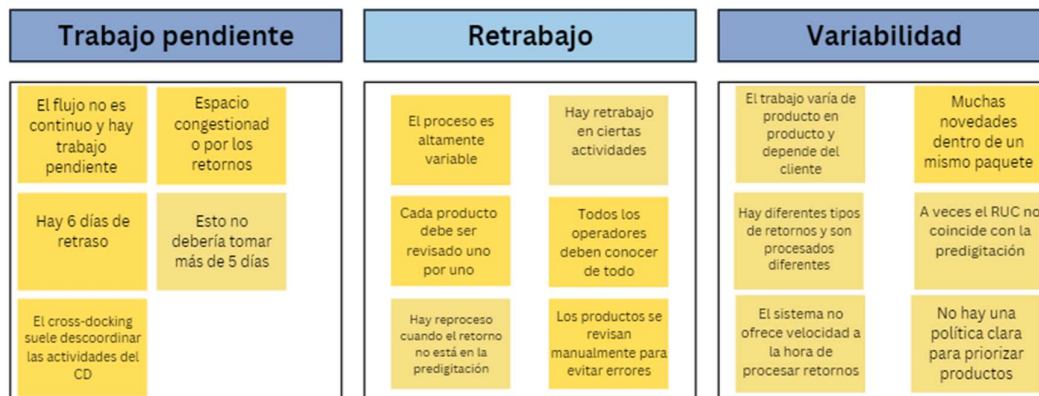 Trabajo pendiente
El flujo no es
continuo y hay
trabajo
pendiente
Espacio
congestionad
o por los
retornos
Hay 6 días de
retraso
Esto no
debería tomar
más de 5 días
El cross-docking
suele descoordinar
las actividades del
CD
Retrabajo
El proceso es
altamente
variable
Hay retrabajo
en ciertas
actividades
Cada producto
debe ser
revisado uno
por uno
Todos los
operadores
deben conocer
de todo
Hay reproceso
cuando el retorno
no está en la
predigitación
Los productos se
revisan
manualmente para
evitar errores
Variabilidad
El trabajo varía de
producto en
producto y
depende del
cliente
Muchas
novedades
dentro de un
mismo paquete
Hay diferentes tipos
de retornos y son
procesados
diferentes
A veces el RUC no
coincide con la
predigitación
El sistema no
ofrece velocidad a
la hora de
procesar retornos
No hay una
política clara
para priorizar
productos